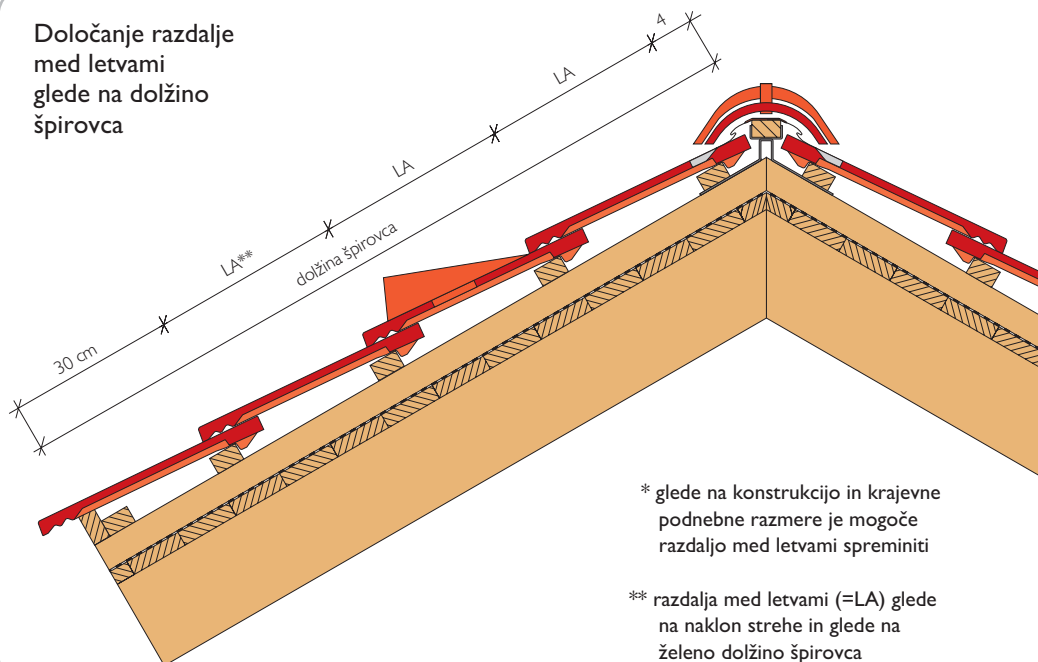 Določanje razdalje
med letvami
glede na dolžino
špirovca
4
LA
LA
LA**
dolžina špirovca
30 cm
* glede na konstrukcijo in krajevne
podnebne razmere je mogoče
razdaljo med letvami spreminiti
** razdalja med letvami (=LA) glede
na naklon strehe in glede na
želeno dolžino špirovca